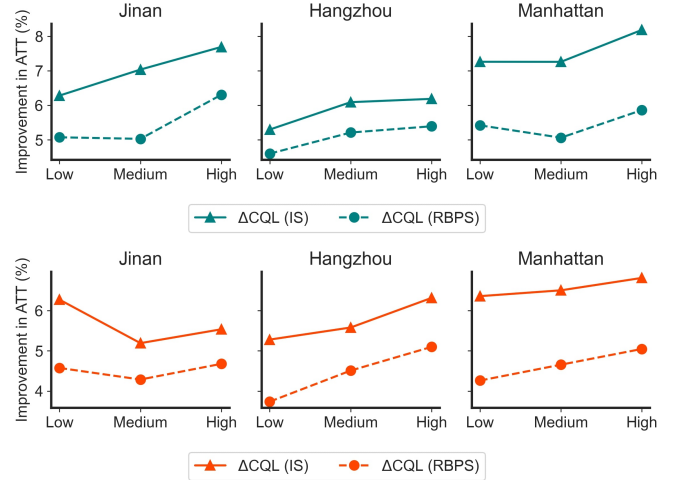 Jinan Hangzhou Manhattan
Improvement in ATT (%)
8
7
6
5
Low Medium High Low Medium High Low Medium High
ΔCQL (IS) ΔCQL (RBPS)
Jinan Hangzhou Manhattan
Improvement in ATT (%)
6
5
4
Low Medium High Low Medium High Low Medium High
ΔCQL (IS) ΔCQL (RBPS)